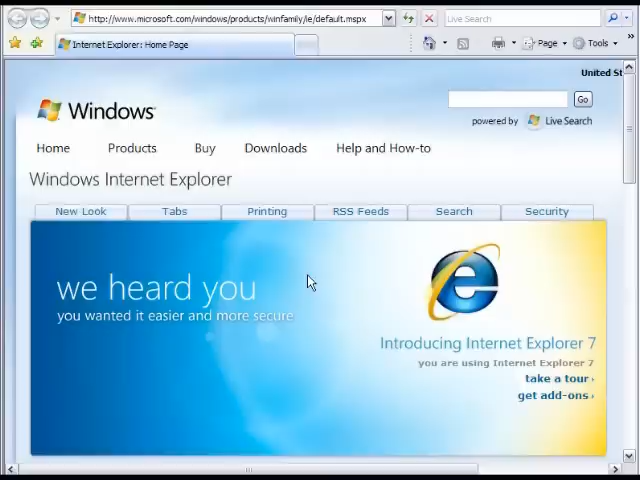 http://www.microsoft.com/windows/products/winfamily/ie/default.mspx
Live Search
Internet Explorer: Home Page
Page
Tools
»
United St
Windows
Go
powered by Live Search
Home Products Buy Downloads Help and How-to
Windows Internet Explorer
New Look Tabs Printing RSS Feeds Search Security
we heard you
you wanted it easier and more secure
Introducing Internet Explorer 7
you are using Internet Explorer 7
take a tour ›
get add-ons ›